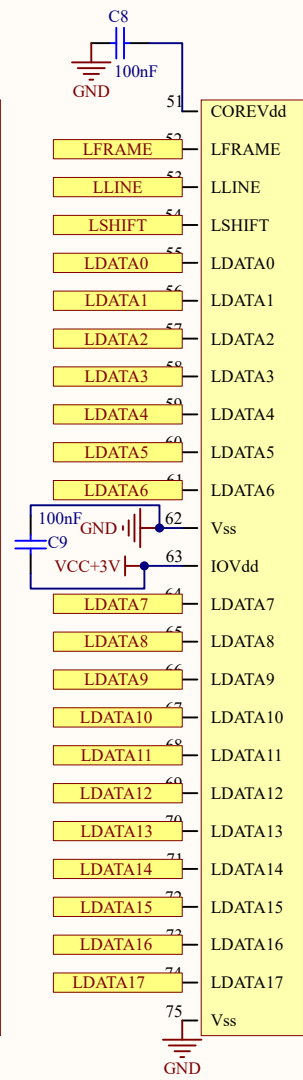 C8
100nF
GND
51 COREVdd
LFRAME 52 LFRAME
LLINE 53 LLINE
LSHIFT 54 LSHIFT
LDATA0 55 LDATA0
LDATA1 56 LDATA1
LDATA2 57 LDATA2
LDATA3 58 LDATA3
LDATA4 59 LDATA4
LDATA5 60 LDATA5
LDATA6 61 LDATA6
100nF GND 62 Vss
C9
VCC+3V 63 IOVdd
LDATA7 64 LDATA7
LDATA8 65 LDATA8
LDATA9 66 LDATA9
LDATA10 67 LDATA10
LDATA11 68 LDATA11
LDATA12 69 LDATA12
LDATA13 70 LDATA13
LDATA14 71 LDATA14
LDATA15 72 LDATA15
LDATA16 73 LDATA16
LDATA17 74 LDATA17
75 Vss
GND